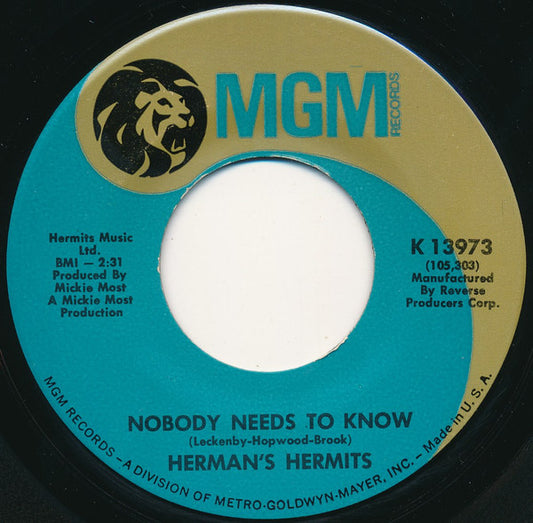 MGM
RECORDS
Hermits Music
Ltd.
BMI — 2:31
Produced By
Mickie Most
A Mickie Most
Production
K 13973
(105,303)
Manufactured
By Reverse
Producers Corp.
NOBODY NEEDS TO KNOW
(Leckenby-Hopwood-Brook)
HERMAN'S HERMITS
MGM RECORDS — A DIVISION OF METRO-GOLDWYN-MAYER, INC. — Made in U. S. A.